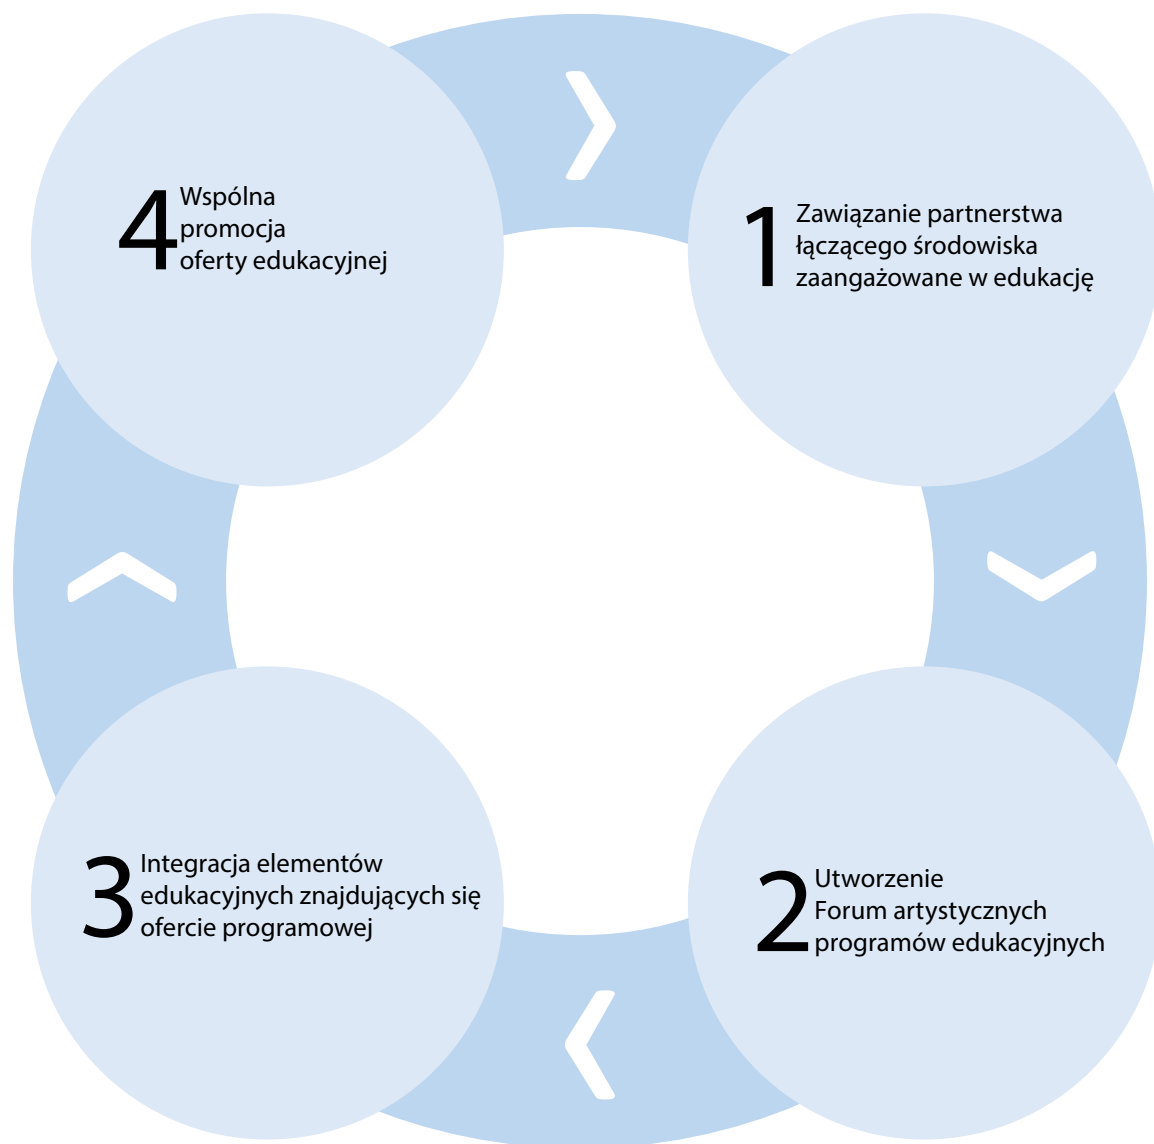 4 Wspólna
promocja
oferty edukacyjnej
1 Zawiązanie partnerstwa
łączącego środowiska
zaangażowane w edukację
3 Integracja elementów
edukacyjnych znajdujących się
ofercie programowej
2 Utworzenie
Forum artystycznych
programów edukacyjnych